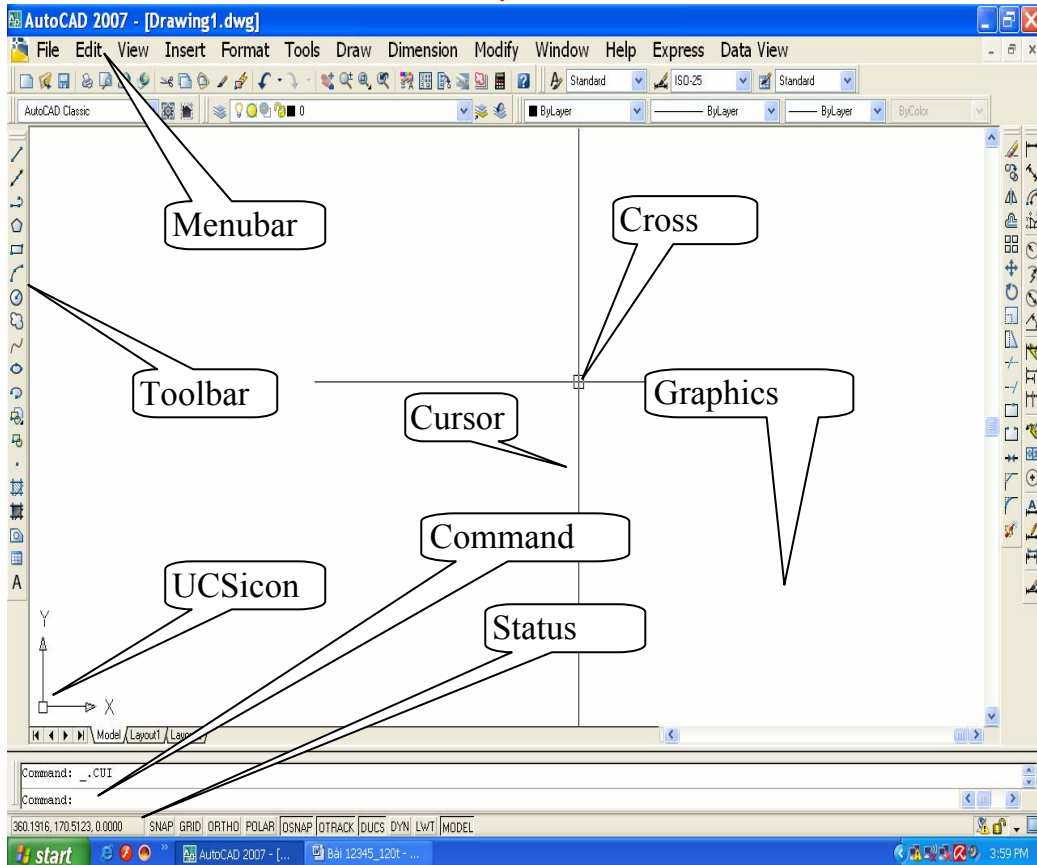 AutoCAD 2007 - [Drawing1.dwg]
File Edit View Insert Format Tools Draw Dimension Modify Window Help Express Data View
Standard ISO-25 Standard
AutoCAD Classic 0 ByLayer ByLayer ByLayer ByColor
Menubar
Cross
Toolbar
Graphics
Cursor
Command
UCSicon
Status
Y
X
A
A
Model Layout1
Command: _.CUI
Command:
360.1916, 170.5123, 0.0000 SNAP GRID ORTHO POLAR OSNAP OTRACK DUCS DYN LWT MODEL
start AutoCAD 2007 - [... Bài 12345_120t - ... 3:59 PM